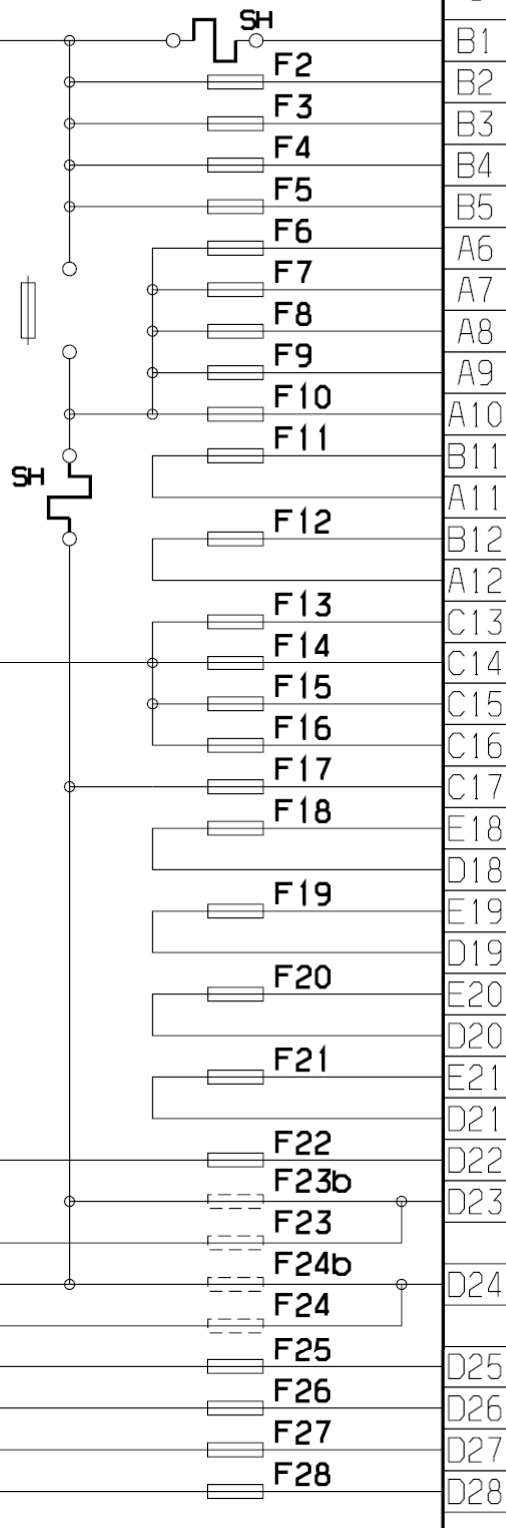 SH B1
F2 B2
F3 B3
F4 B4
F5 B5
F6 A6
F7 A7
F8 A8
F9 A9
F10 A10
F11 B11
SH A11
F12 B12
A12
F13 C13
F14 C14
F15 C15
F16 C16
F17 C17
F18 E18
D18
F19 E19
D19
F20 E20
D20
F21 E21
D21
F22 D22
F23b D23
F23
F24b D24
F24
F25 D25
F26 D26
F27 D27
F28 D28